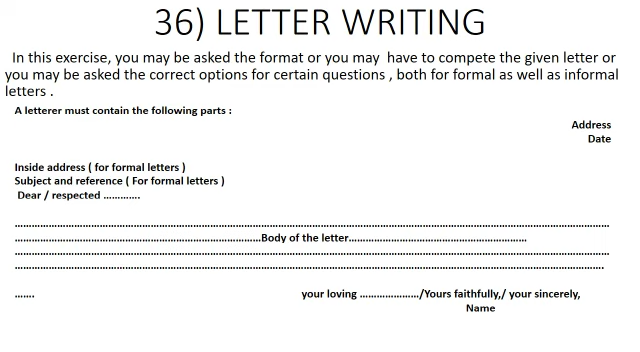 36) LETTER WRITING
In this exercise, you may be asked the format or you may have to compete the given letter or
you may be asked the correct options for certain questions , both for formal as well as informal
letters .
A letterer must contain the following parts :
Address
Date
Inside address ( for formal letters )
Subject and reference ( For formal letters )
Dear / respected ………….
……………………………………………………………………………………………………………………………………………………………………………………
…………………………………………………………………………Body of the letter……………………………………………………
……………………………………………………………………………………………………………………………………………………………………………………
…………………………………………………………………………………………………………………………………………………………………………………..
……. your loving …………………/Yours faithfully,/ your sincerely,
Name